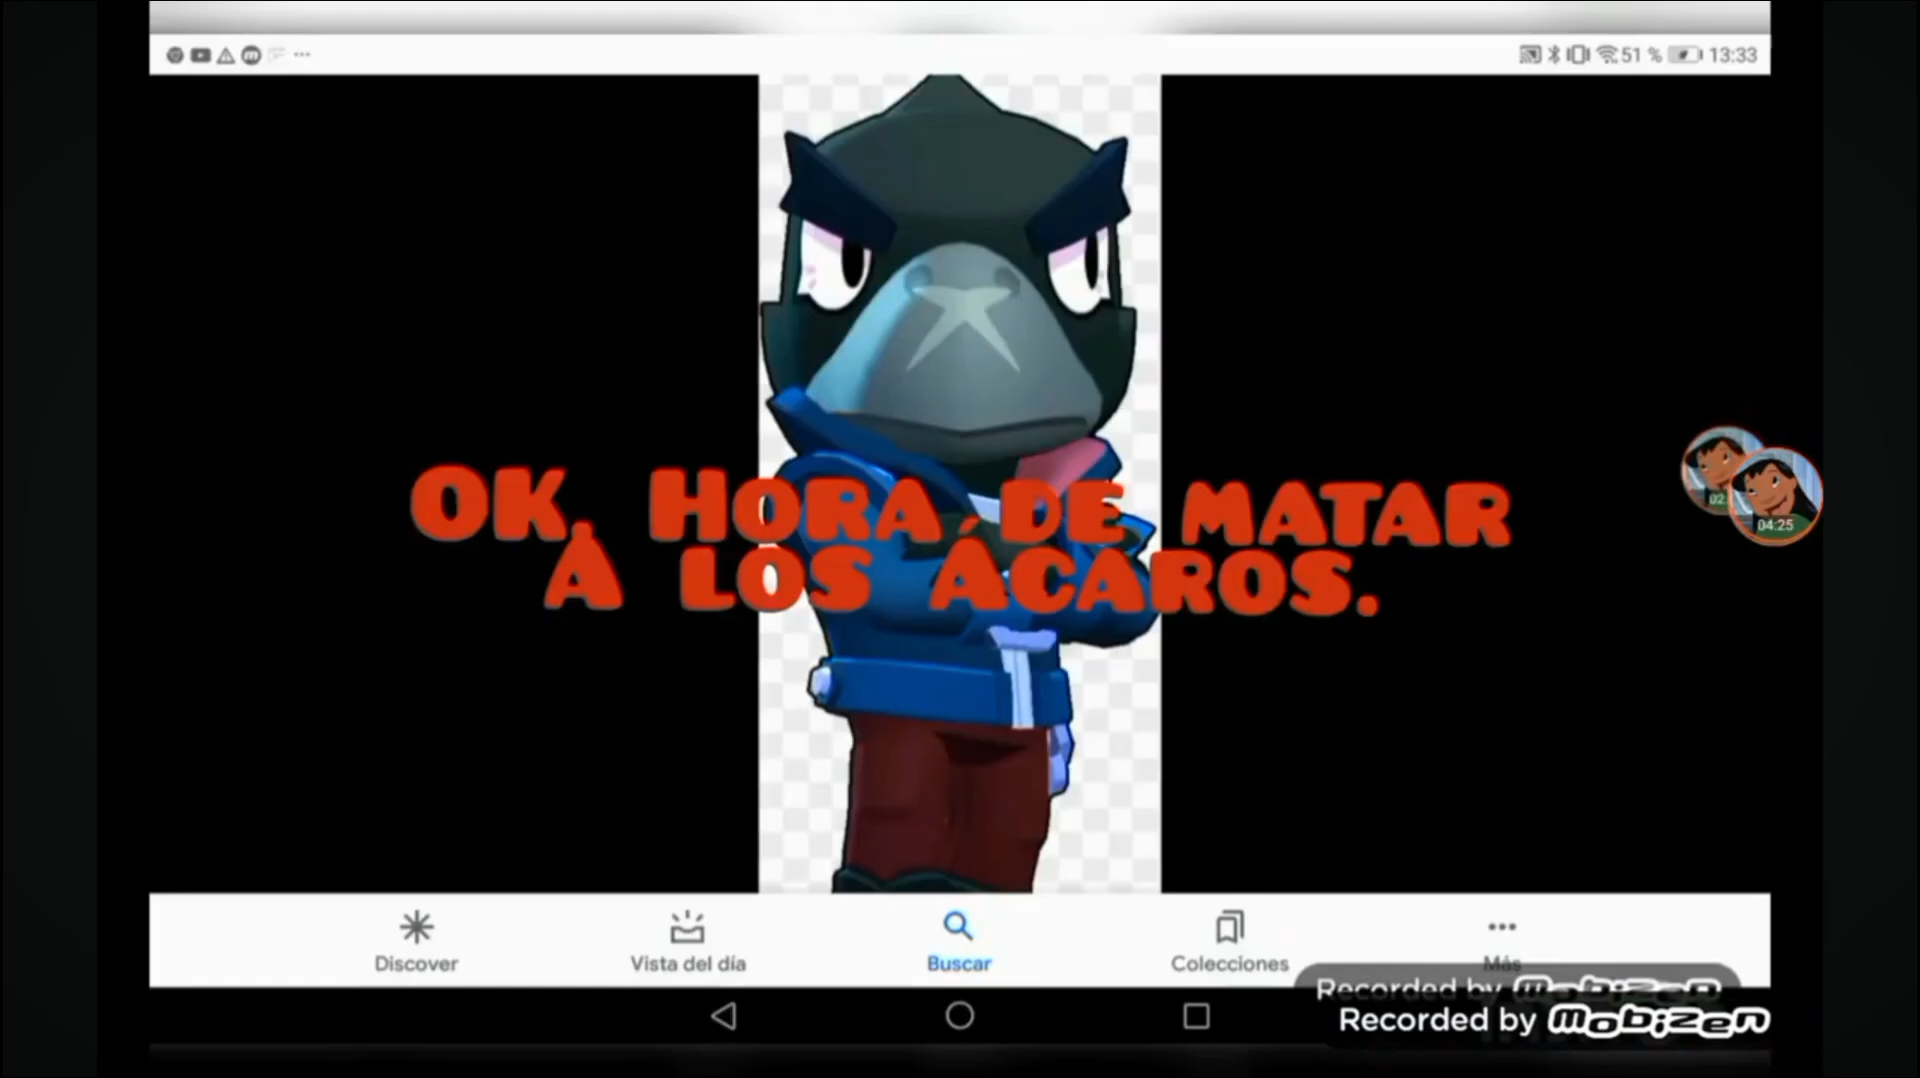 51 % 13:33
OK, HORA DE MATAR
A LOS ÁCAROS.
02:
04:25
Discover
Vista del día
Buscar
Colecciones
Más
Recorded by mobizen
Recorded by mobizen